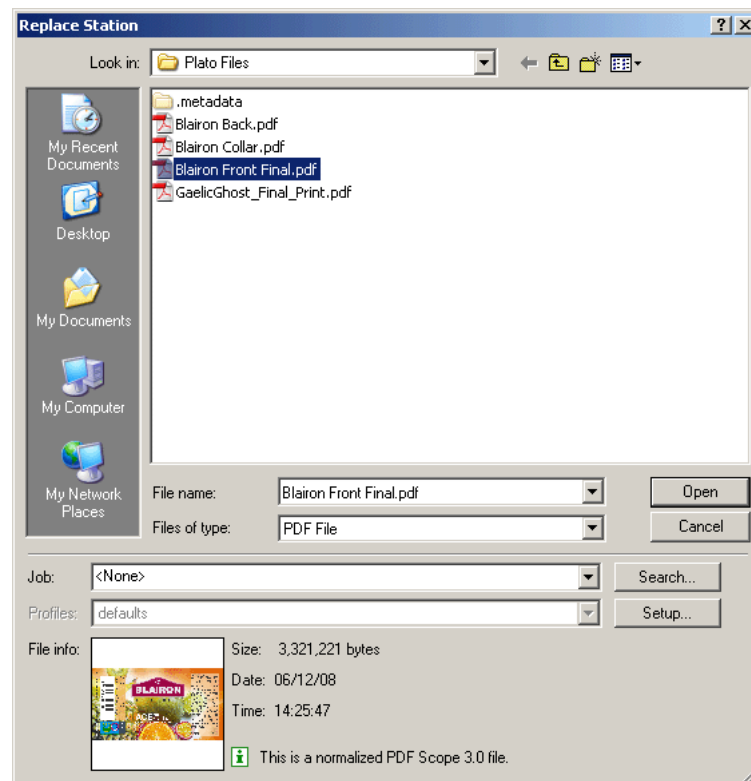 Replace Station
Look in: Plato Files
.metadata
Blairon Back.pdf
Blairon Collar.pdf
Blairon Front Final.pdf
GaelicGhost_Final_Print.pdf
My Recent
Documents
Desktop
My Documents
My Computer
My Network
Places
File name: Blairon Front Final.pdf Open
Files of type: PDF File Cancel
Job: <None> Search...
Profiles: defaults Setup...
File info: Size: 3,321,221 bytes
BLAIRON
Date: 06/12/08
Time: 14:25:47
This is a normalized PDF Scope 3.0 file.